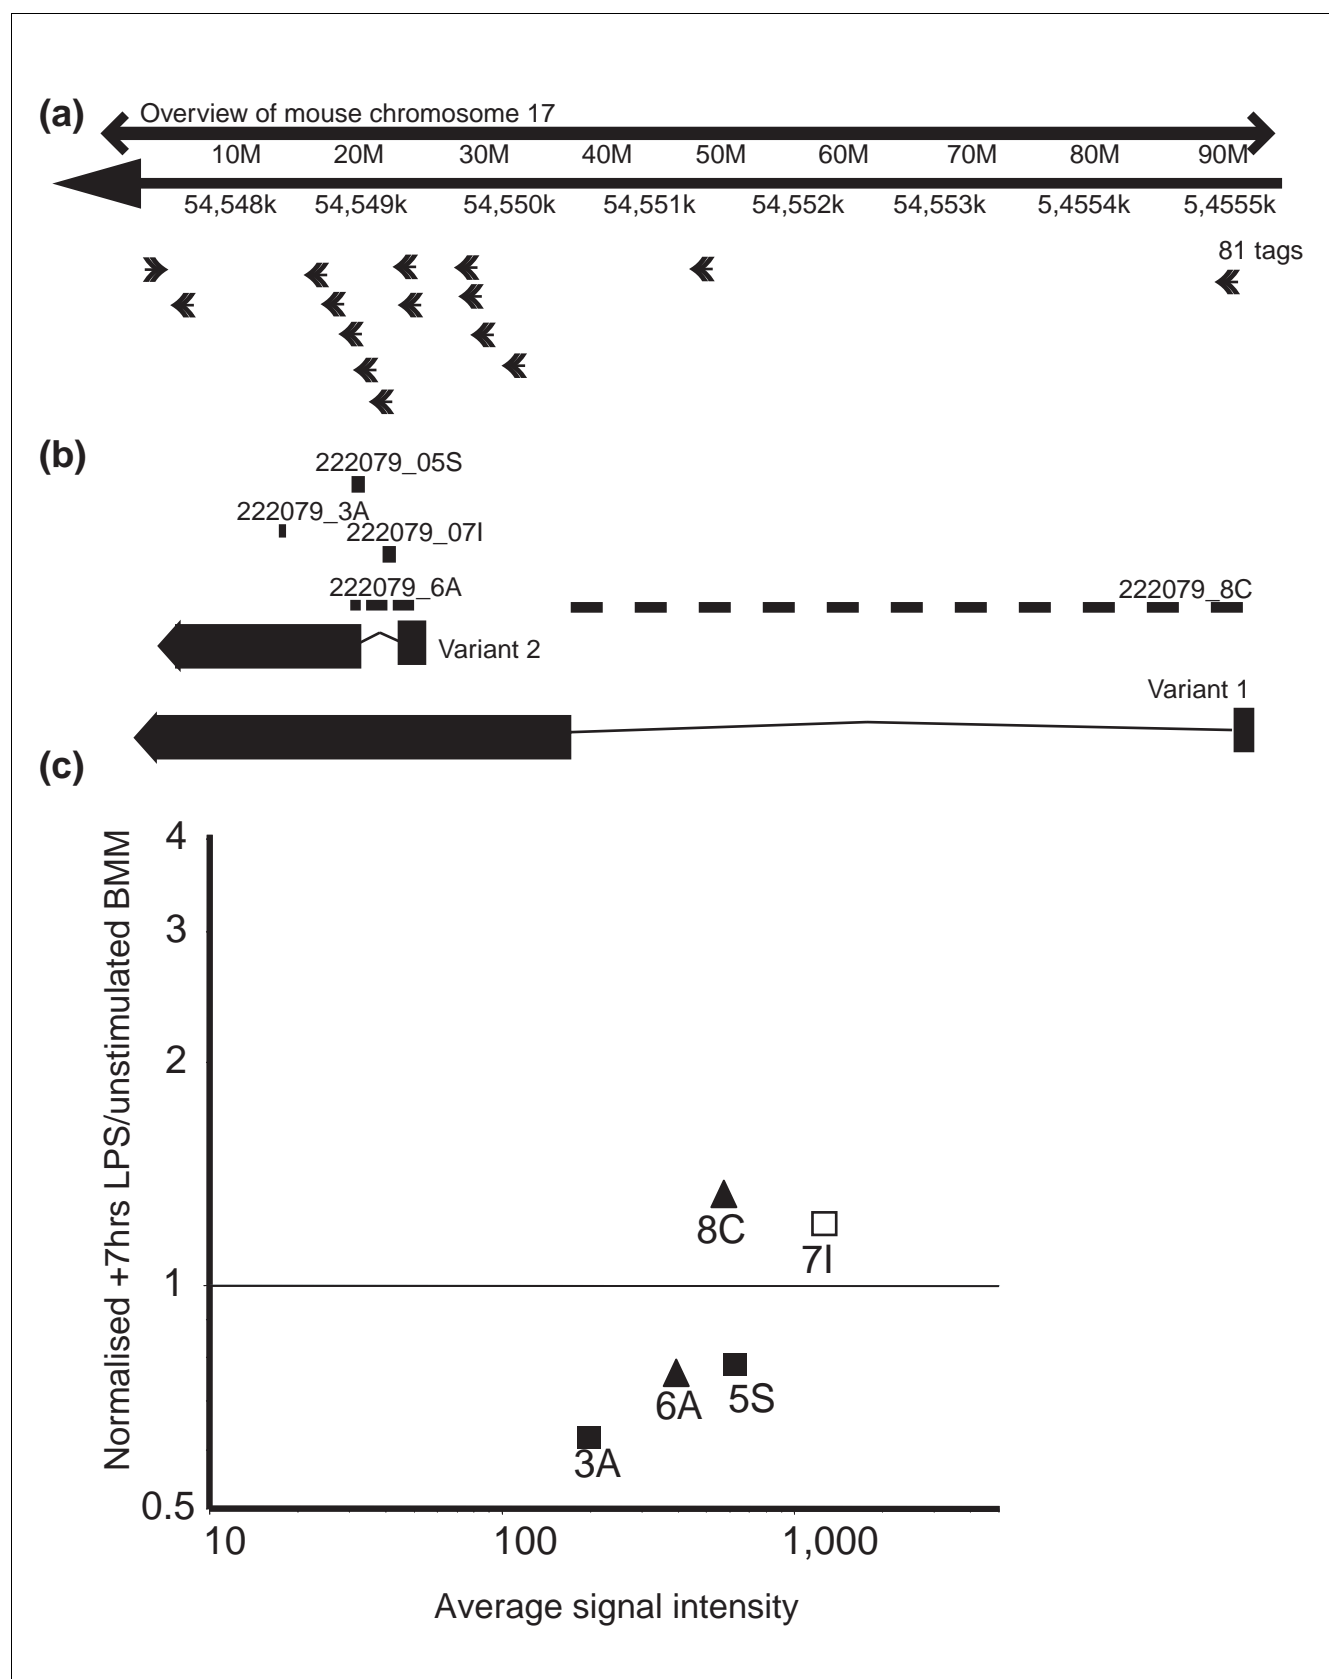 (a)
Overview of mouse chromosome 17
10M 20M 30M 40M 50M 60M 70M 80M 90M
54,548k 54,549k 54,550k 54,551k 54,552k 54,553k 5,4554k 5,4555k
81 tags
(b)
222079_05S
222079_3A
222079_07I
222079_6A
222079_8C
Variant 2
Variant 1
(c)
Normalised +7hrs LPS/unstimulated BMM
4
3
2
1
0.5
8C
7I
6A
5S
3A
10 100 1,000
Average signal intensity